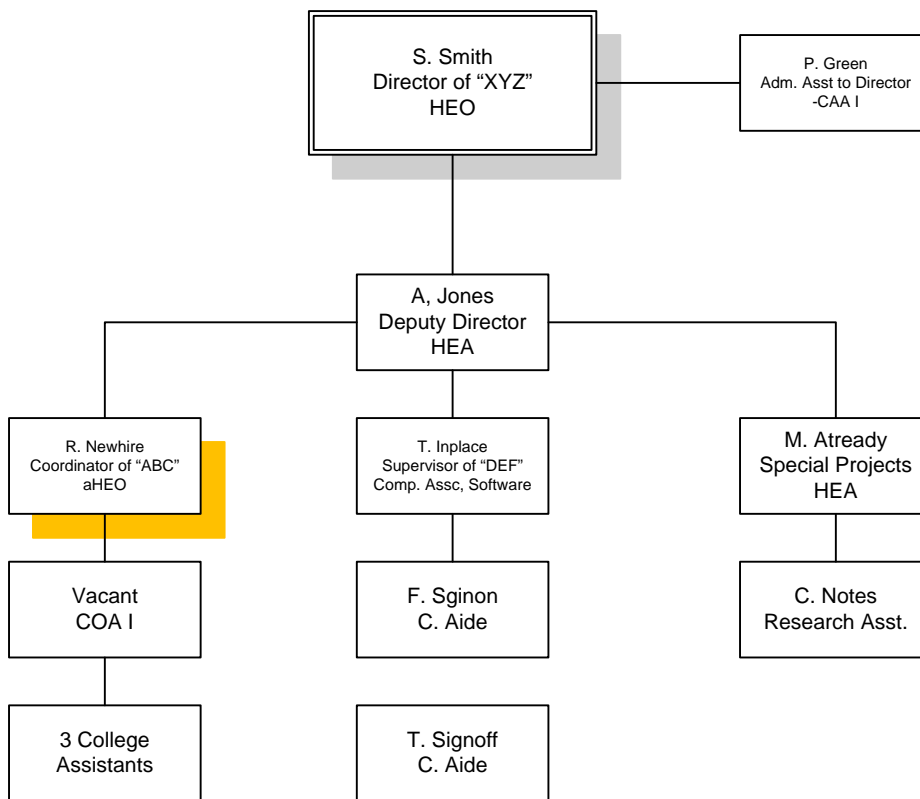 S. Smith
Director of “XYZ”
HEO
P. Green
Adm. Asst to Director
-CAA I
A, Jones
Deputy Director
HEA
R. Newhire
Coordinator of “ABC”
aHEO
T. Inplace
Supervisor of “DEF”
Comp. Assc, Software
M. Atready
Special Projects
HEA
Vacant
COA I
F. Sginon
C. Aide
C. Notes
Research Asst.
3 College
Assistants
T. Signoff
C. Aide